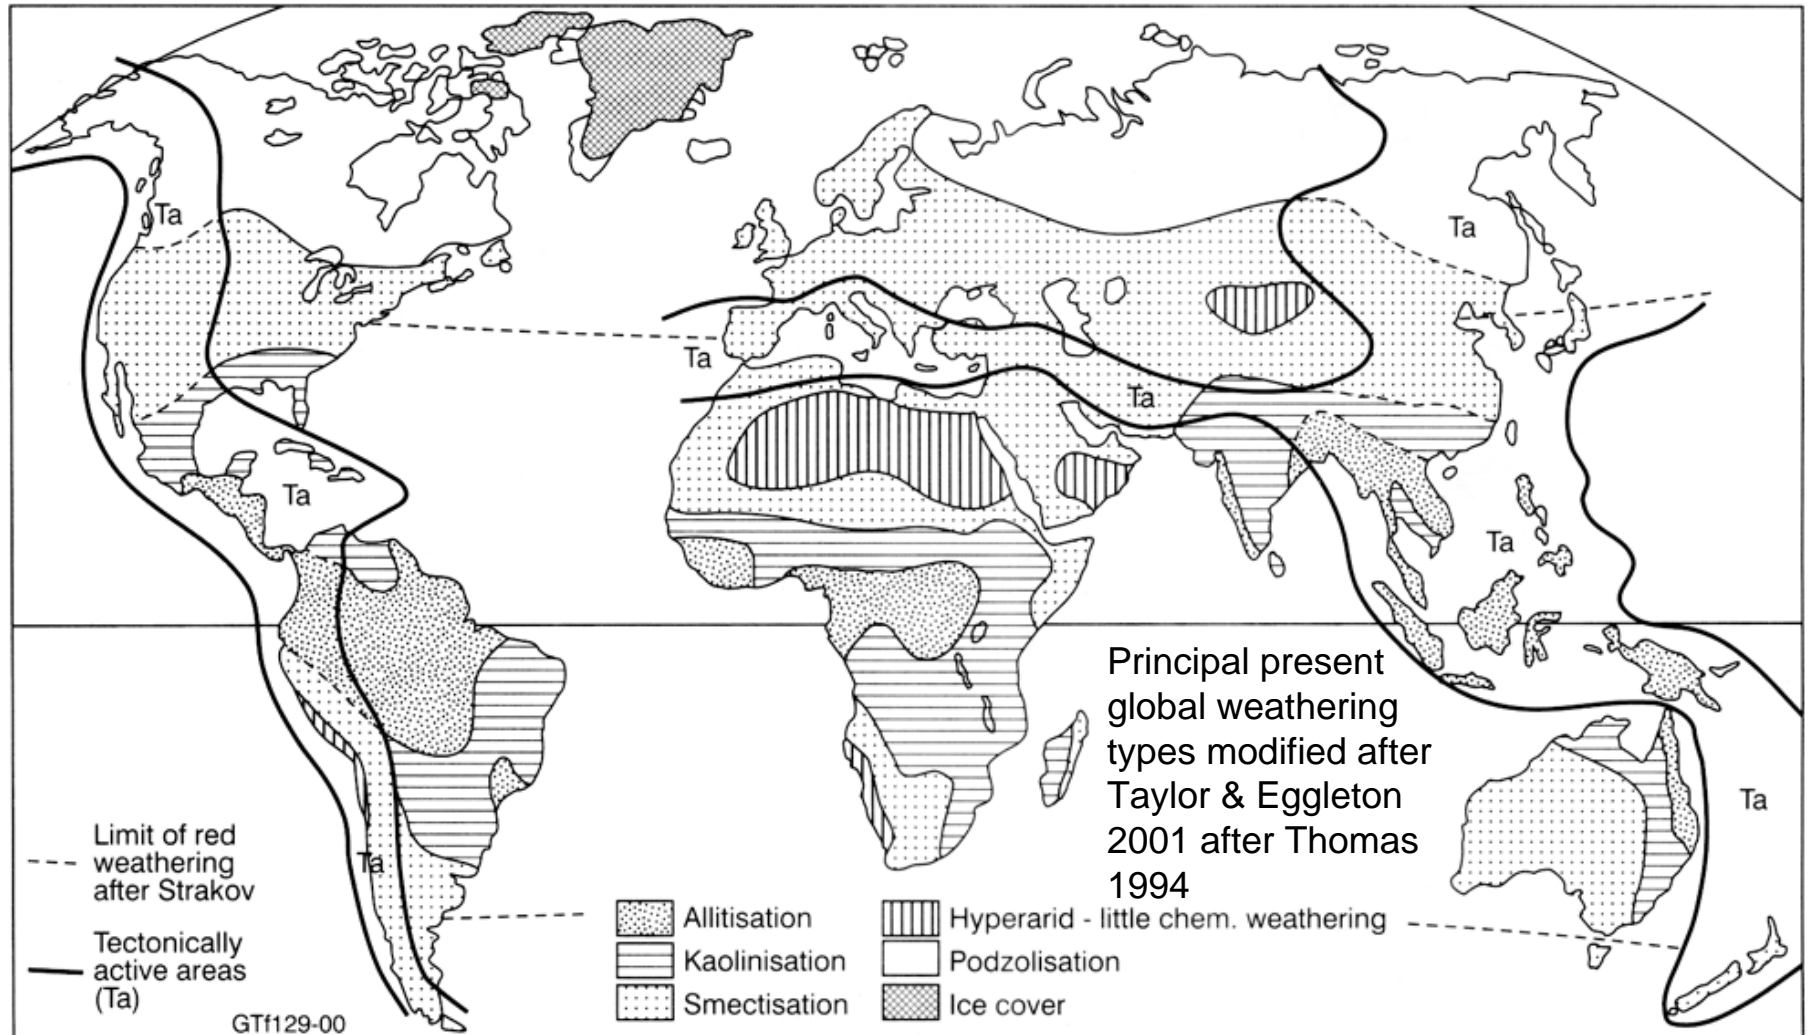 Ta
Ta
Ta
Ta
Ta
Ta
Principal present
global weathering
types modified after
Taylor & Eggleton
2001 after Thomas
1994
Ta
Ta
Limit of red
weathering
after Strakov
Tectonically
active areas
(Ta)
GTf129-00
Allitisation
Kaolinisation
Smectisation
Hyperarid - little chem. weathering
Podzolisation
Ice cover